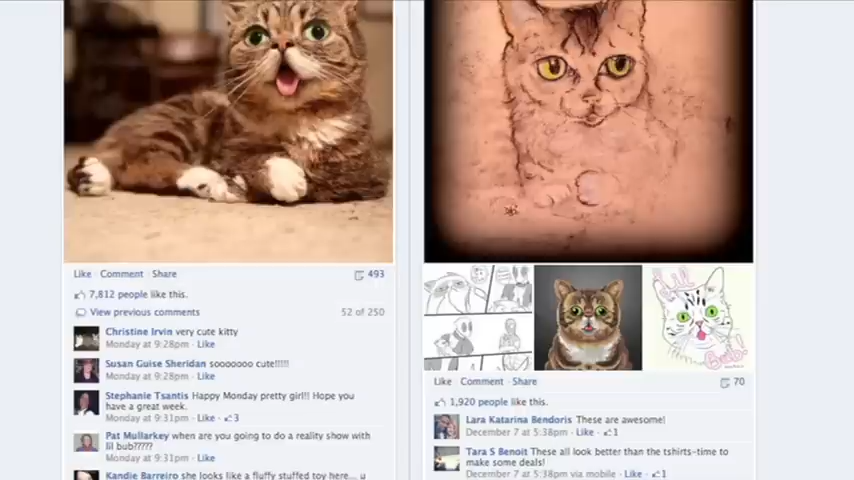 Like · Comment · Share
493
7,812 people like this.
View previous comments
52 of 250
Christine Irvin very cute kitty
Monday at 9:28pm · Like
Susan Guise Sheridan sooooooo cute!!!!!
Monday at 9:28pm · Like
Stephanie Tsantis Happy Monday pretty girl!! Hope you
have a great week.
Monday at 9:31pm · Like · 3
Pat Mullarkey when are you going to do a reality show with
lil bub?????
Monday at 9:31pm · Like
Kandie Barreiro she looks like a fluffy stuffed toy here... u
Lil
Bub!
Like · Comment · Share
70
1,920 people like this.
Lara Katarina Bendoris These are awesome!
December 7 at 5:38pm · Like · 1
Tara S Benoit These all look better than the tshirts-time to
make some deals!
December 7 at 5:38pm via mobile · Like · 1